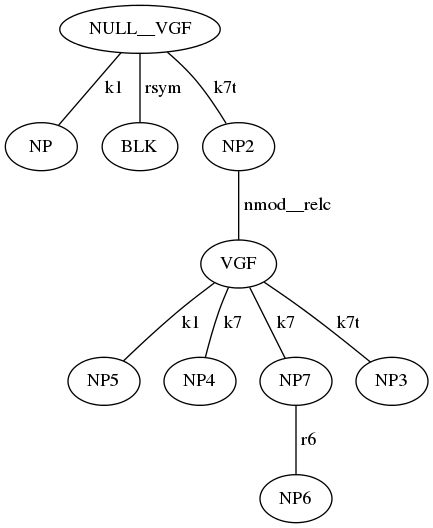 NULL__VGF
k1 rsym k7t
NP BLK NP2
nmod__relc
VGF
k1 k7 k7 k7t
NP5 NP4 NP7 NP3
r6
NP6